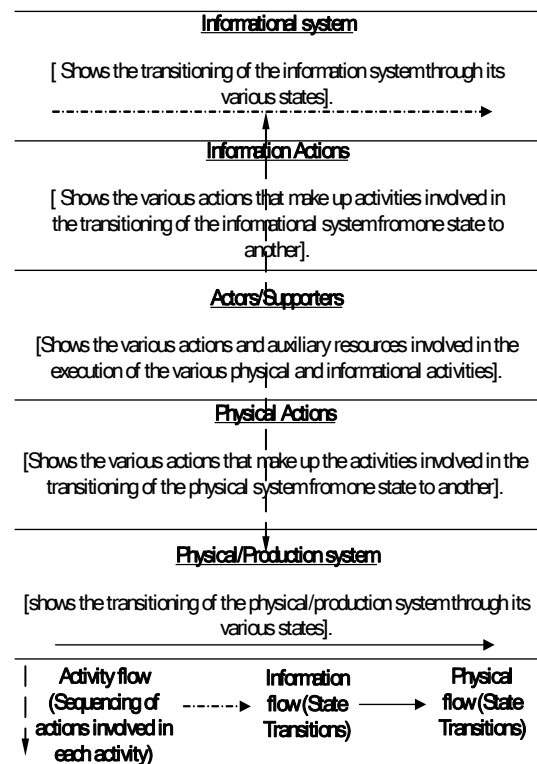 Informational system
[ Shows the transitioning of the information system through its
various states].
Information Actions
[ Shows the various actions that make up activities involved in
the transitioning of the informational system from one state to
another].
Actors/Supporters
[Shows the various actions and auxiliary resources involved in the
execution of the various physical and informational activities].
Physical Actions
[Shows the various actions that make up the activities involved in the
transitioning of the physical system from one state to another].
Physical/Production system
[shows the transitioning of the physical/production system through its
various states].
Activity flow
(Sequencing of
actions involved in
each activity)
Information
flow (State
Transitions)
Physical
flow (State
Transitions)